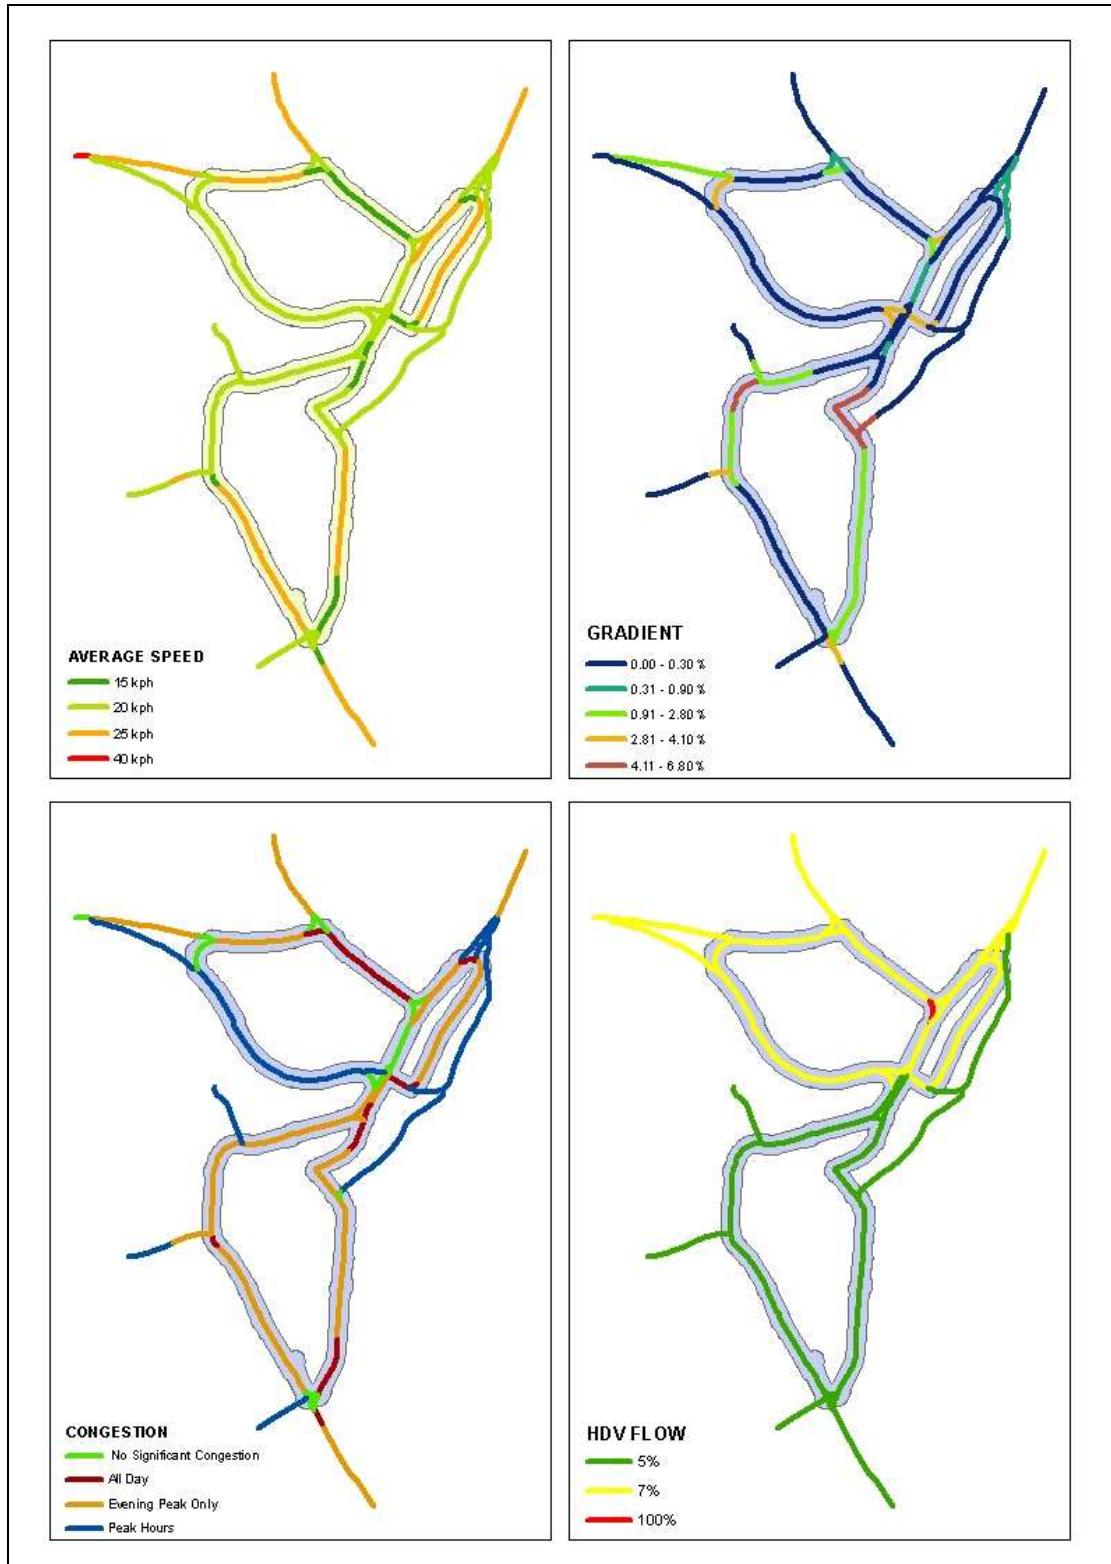 AVERAGE SPEED
15 kph
20 kph
25 kph
40 kph
GRADIENT
0.00 - 0.30 %
0.31 - 0.90 %
0.91 - 2.80 %
2.81 - 4.10 %
4.11 - 6.80 %
CONGESTION
No Significant Congestion
All Day
Evening Peak Only
Peak Hours
HDV FLOW
5%
7%
100%